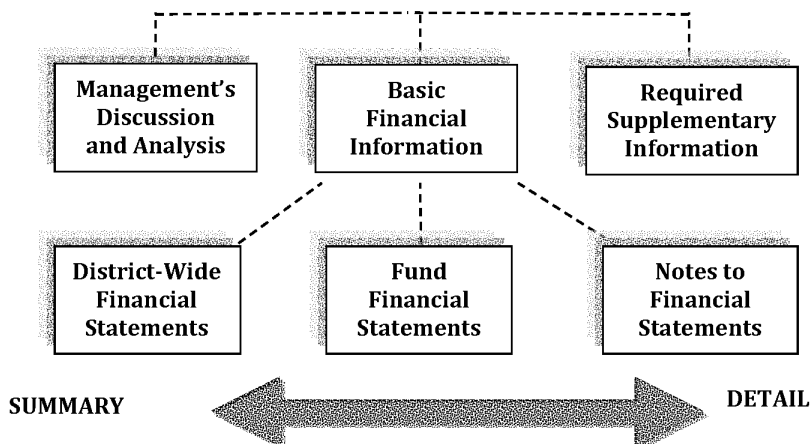 Management's
Discussion
and Analysis
Basic
Financial
Information
Required
Supplementary
Information
District-Wide
Financial
Statements
Fund
Financial
Statements
Notes to
Financial
Statements
SUMMARY
DETAIL